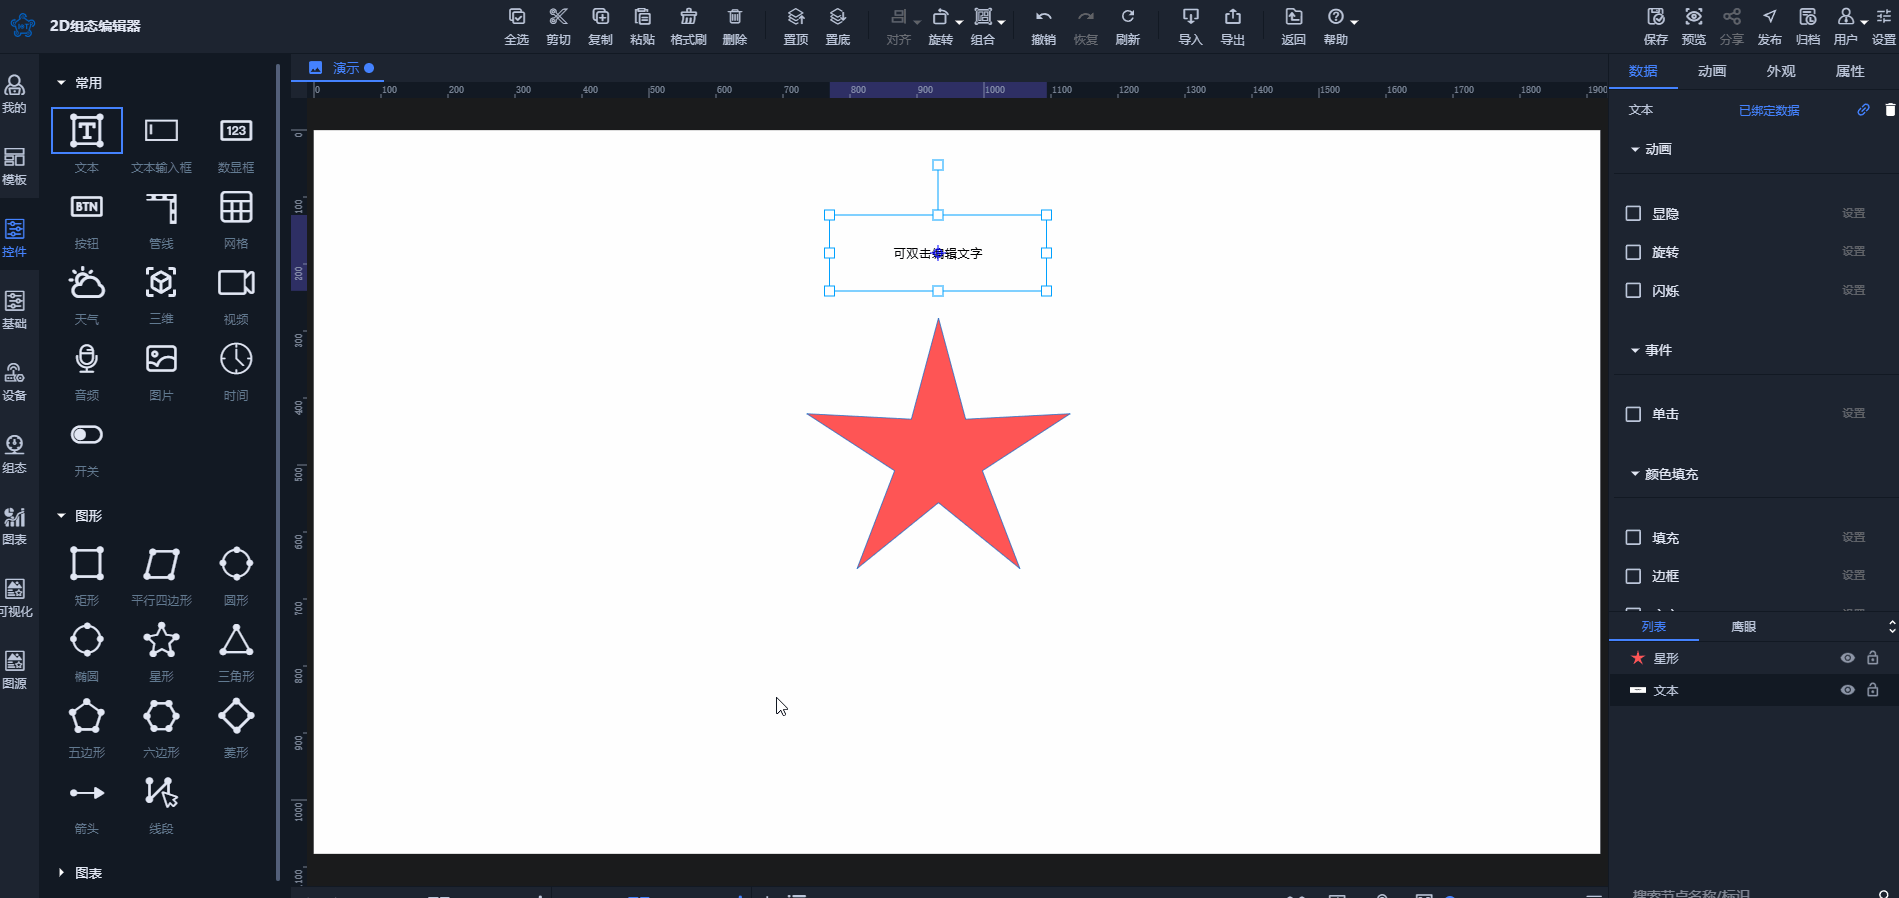 2D组态编辑器
全选 剪切 复制 粘贴 格式刷 删除 置顶 置底 对齐 旋转 组合 撤销 恢复 刷新 导入 导出 返回 帮助 保存 预览 分享 发布 归档 用户 设置
我的
模板
控件
基础
设备
组态
图表
可视化
图源
常用
T 123
文本 文本输入框 数显框
BTN
按钮 管线 网格
天气 三维 视频
音频 图片 时间
开关
图形
矩形 平行四边形 圆形
椭圆 星形 三角形
五边形 六边形 菱形
箭头 线段
图表
演示
0 100 200 300 400 500 600 700 800 900 1000 1100 1200 1300 1400 1500 1600 1700 1800 1900
0
100
200
300
400
500
600
700
800
900
1000
可双击编辑文字
数据 动画 外观 属性
文本 已绑定数据
动画
显隐 设置
旋转 设置
闪烁 设置
事件
单击 设置
颜色填充
填充 设置
边框 设置
列表 鹰眼
星形
文本
搜索节点名称/标识